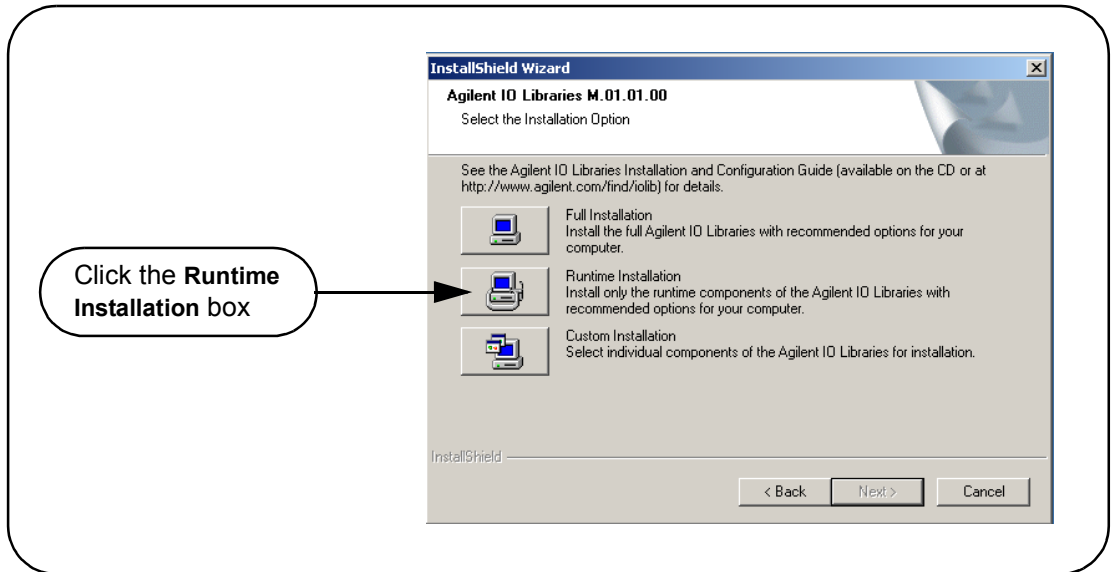 InstallShield Wizard
Agilent IO Libraries M.01.01.00
Select the Installation Option
See the Agilent IO Libraries Installation and Configuration Guide (available on the CD or at
http://www.agilent.com/find/iolib) for details.
Full Installation
Install the full Agilent IO Libraries with recommended options for your
computer.
Click the Runtime
Installation box
Runtime Installation
Install only the runtime components of the Agilent IO Libraries with
recommended options for your computer.
Custom Installation
Select individual components of the Agilent IO Libraries for installation.
InstallShield
< Back
Next >
Cancel